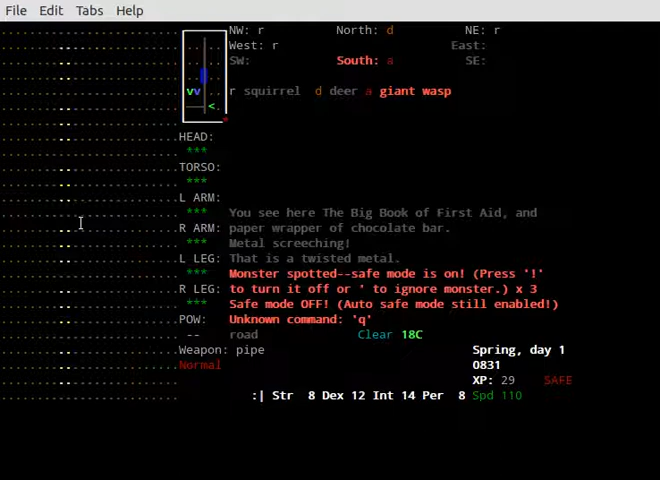 File Edit Tabs Help
NW: r North: d NE: r
West: r East:
SW: South: a SE:
r squirrel d deer a giant wasp
vv
<.
HEAD:
***
TORSO:
***
L ARM:
*** You see here The Big Book of First Aid, and
R ARM: paper wrapper of chocolate bar.
*** Metal screeching!
L LEG: That is a twisted metal.
*** Monster spotted--safe mode is on! (Press '!'
R LEG: to turn it off or ' to ignore monster.) x 3
*** Safe mode OFF! (Auto safe mode still enabled!)
POW: Unknown command: 'q'
-- road Clear 18C
Weapon: pipe Spring, day 1
Normal 0831
XP: 29 SAFE
:| Str 8 Dex 12 Int 14 Per 8 Spd 110